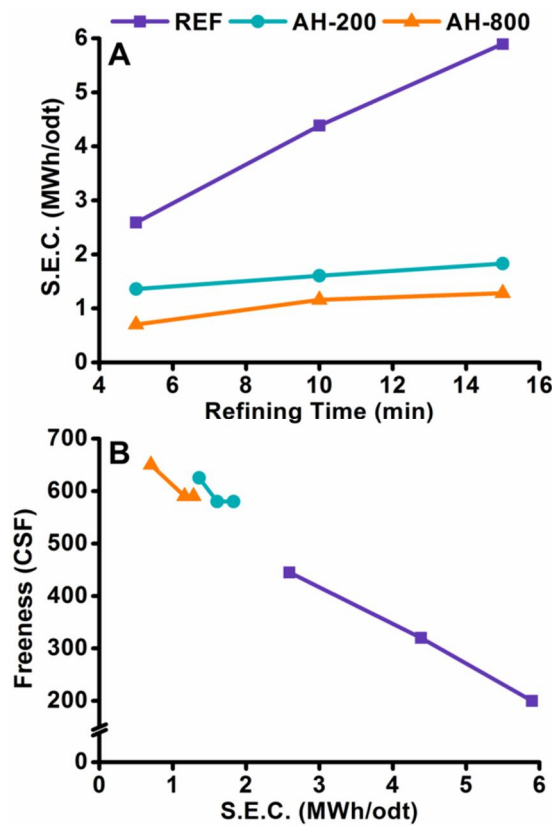 REF AH-200 AH-800
A
6
5
4
3
2
1
0
S.E.C. (MWh/odt)
4 6 8 10 12 14 16
Refining Time (min)
B
700
600
500
400
300
200
0
Freeness (CSF)
0 1 2 3 4 5 6
S.E.C. (MWh/odt)